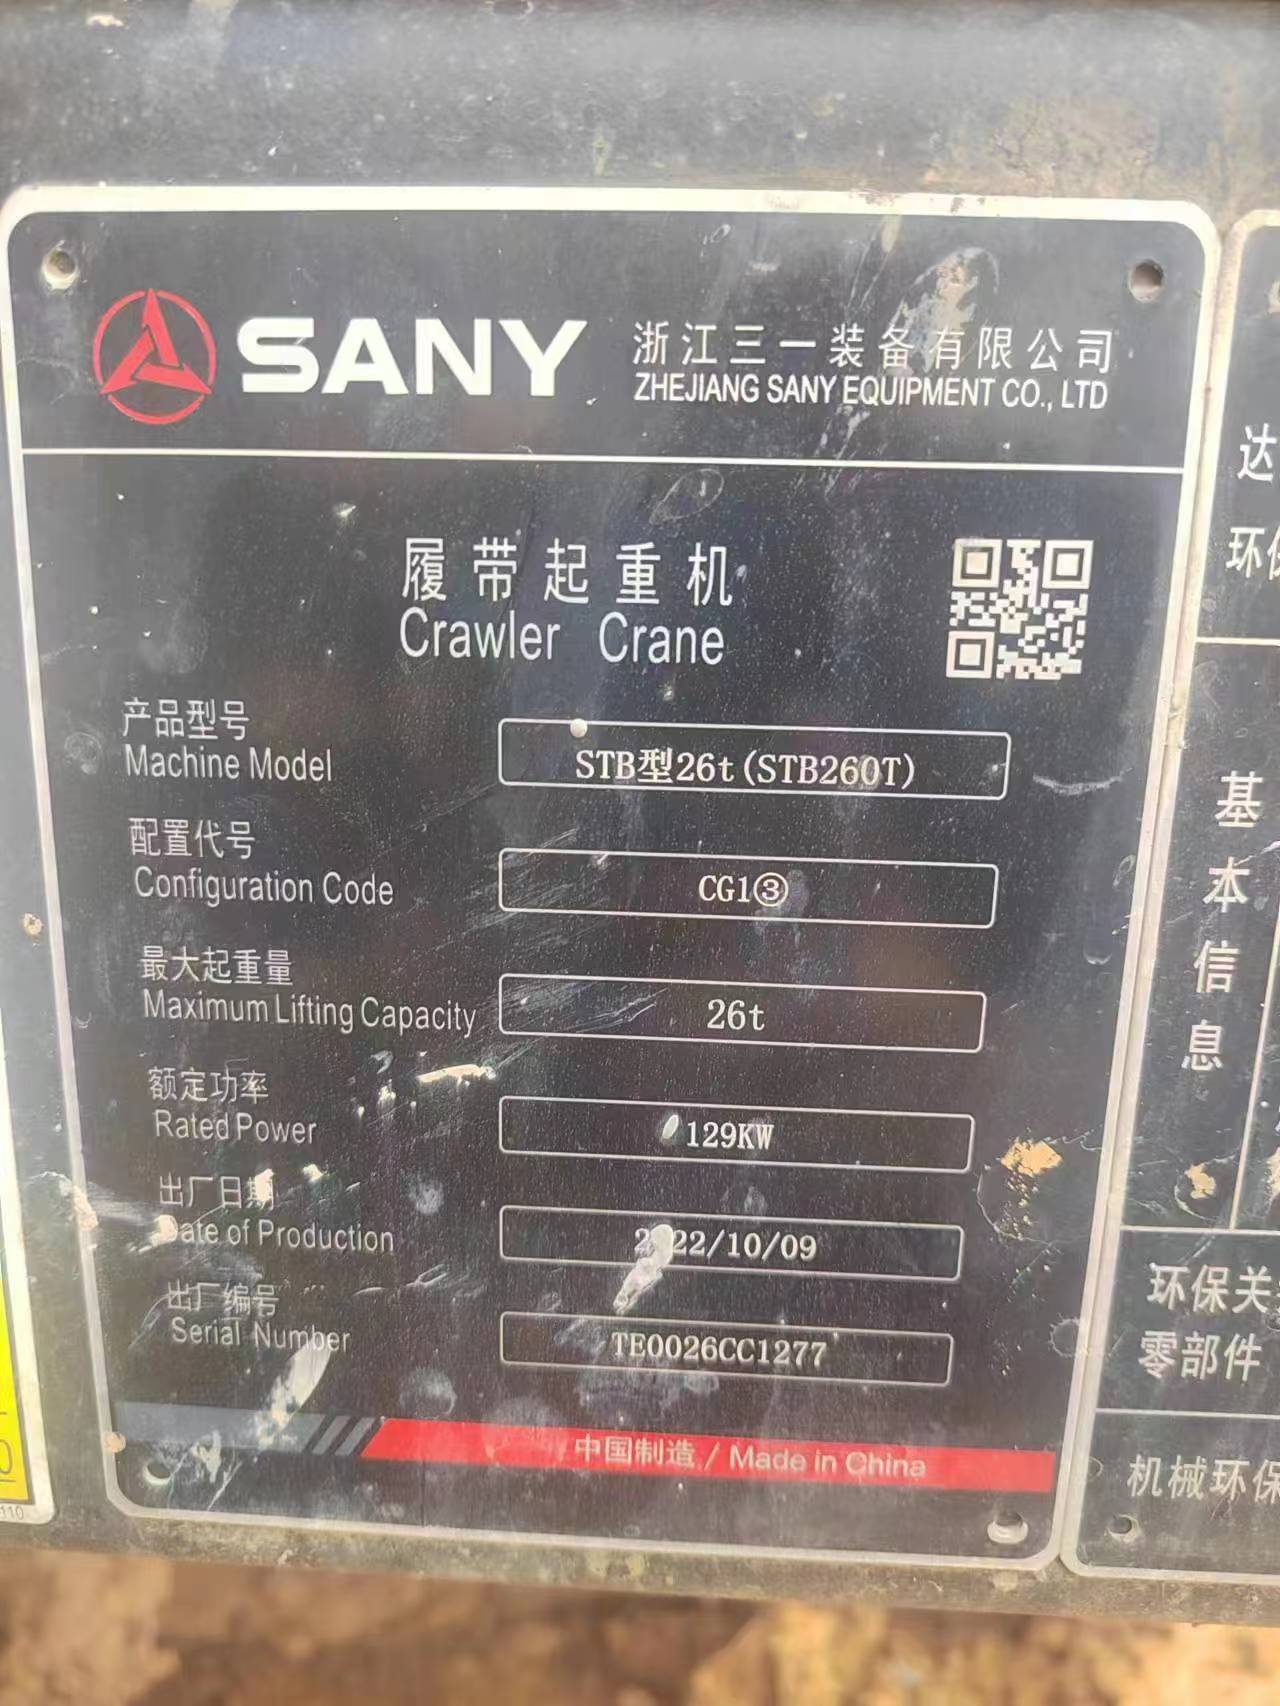 SANY
浙江三一装备有限公司
ZHEJIANG SANY EQUIPMENT CO., LTD
履带起重机
Crawler Crane
产品型号
Machine Model
STB型26t(STB260T)
配置代号
Configuration Code
CG1③
最大起重量
Maximum Lifting Capacity
26t
额定功率
Rated Power
129KW
出厂日期
Date of Production
2022/10/09
出厂编号
Serial Number
TE0026CC1277
中国制造 / Made in China
达
环保
基本信息
环保关
零部件
机械环保
0
110